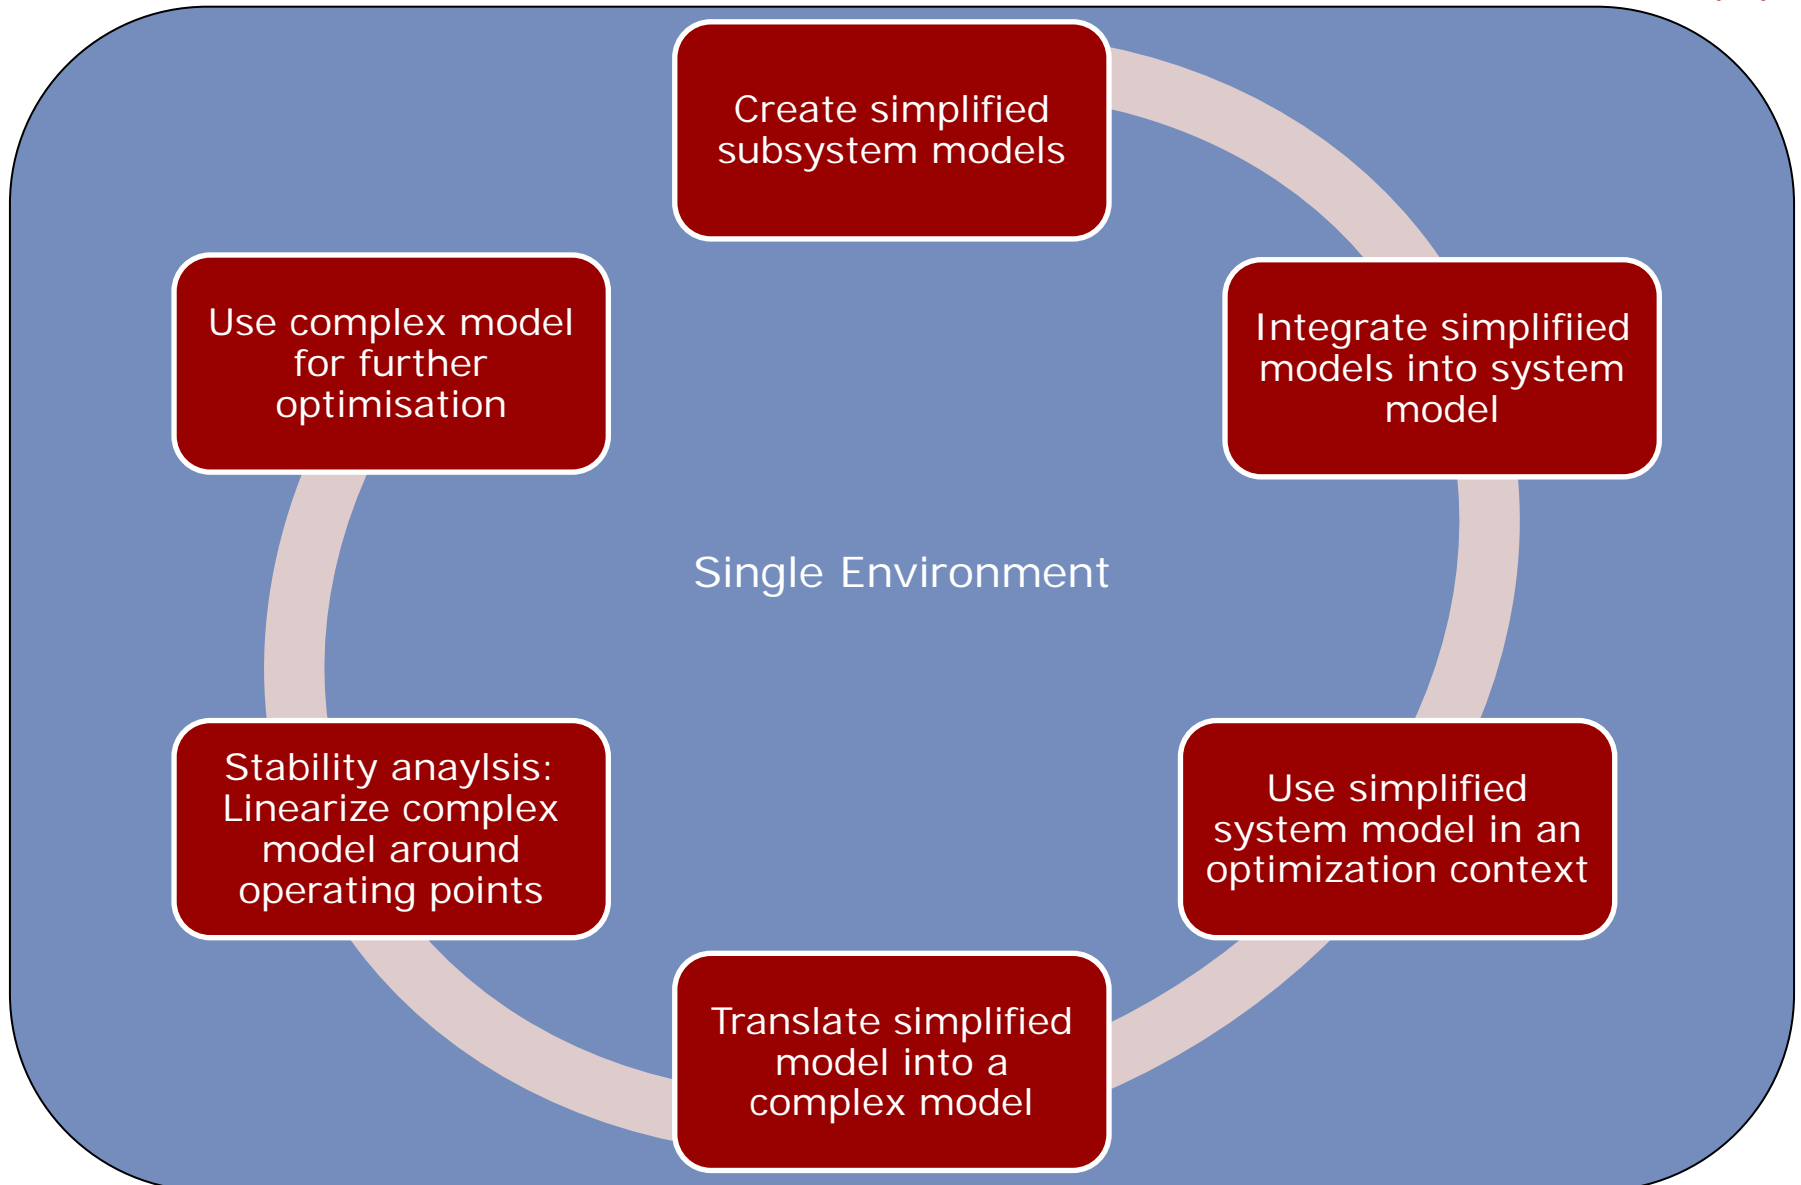 Create simplified
subsystem models
Integrate simplifiied
models into system
model
Use simplified
system model in an
optimization context
Translate simplified
model into a
complex model
Stability anaylsis:
Linearize complex
model around
operating points
Use complex model
for further
optimisation
Single Environment